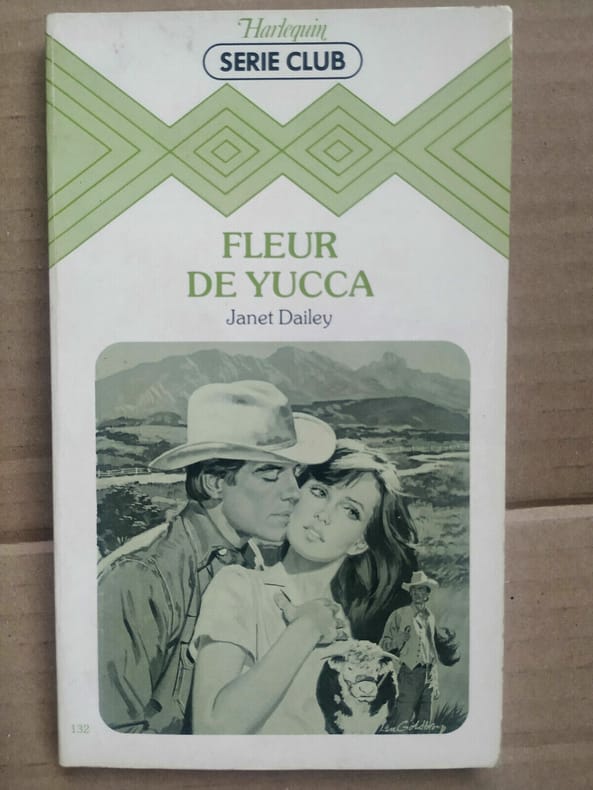 Harlequin
SERIE CLUB
FLEUR
DE YUCCA
Janet Dailey
132